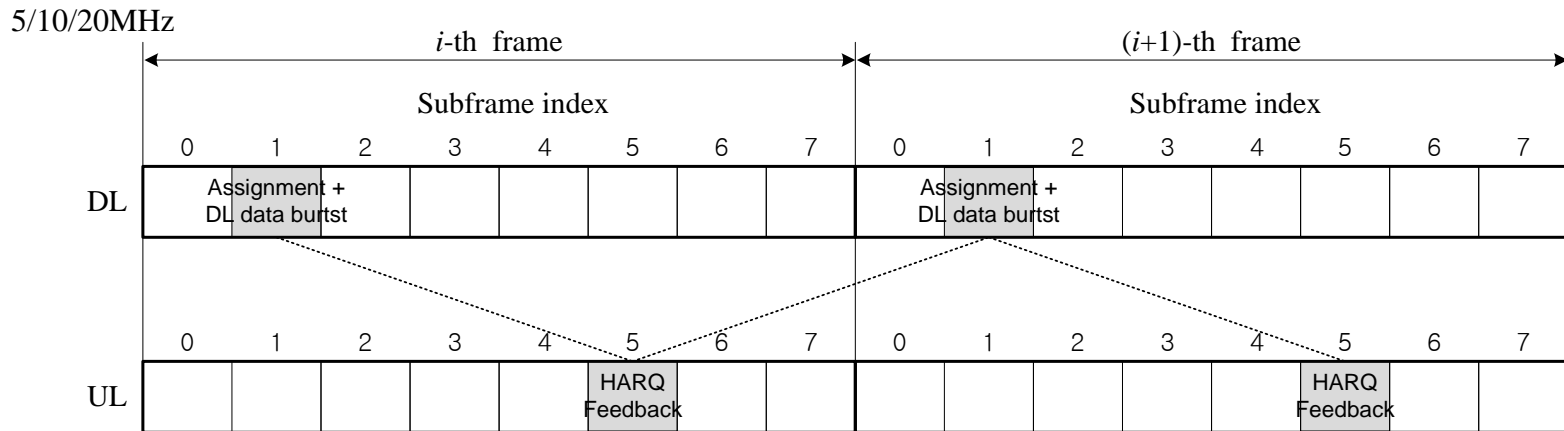 5/10/20MHz
i-th frame (i+1)-th frame
Subframe index Subframe index
0 1 2 3 4 5 6 7 0 1 2 3 4 5 6 7
DL
Assignment +
DL data burtst
Assignment +
DL data burtst
0 1 2 3 4 5 6 7 0 1 2 3 4 5 6 7
UL
HARQ
Feedback
HARQ
Feedback